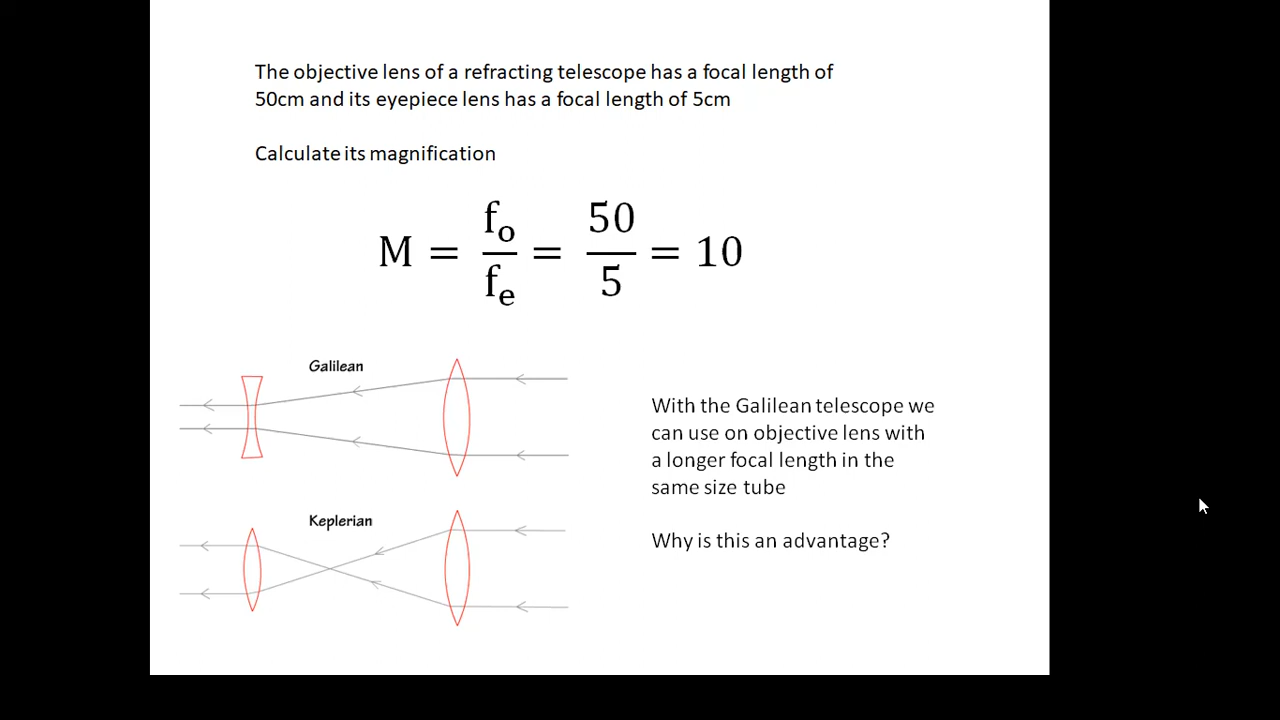 The objective lens of a refracting telescope has a focal length of
50cm and its eyepiece lens has a focal length of 5cm
Calculate its magnification
M = fₒ/fₑ = 50/5 = 10
Galilean
With the Galilean telescope we
can use on objective lens with
a longer focal length in the
same size tube
Keplerian
Why is this an advantage?